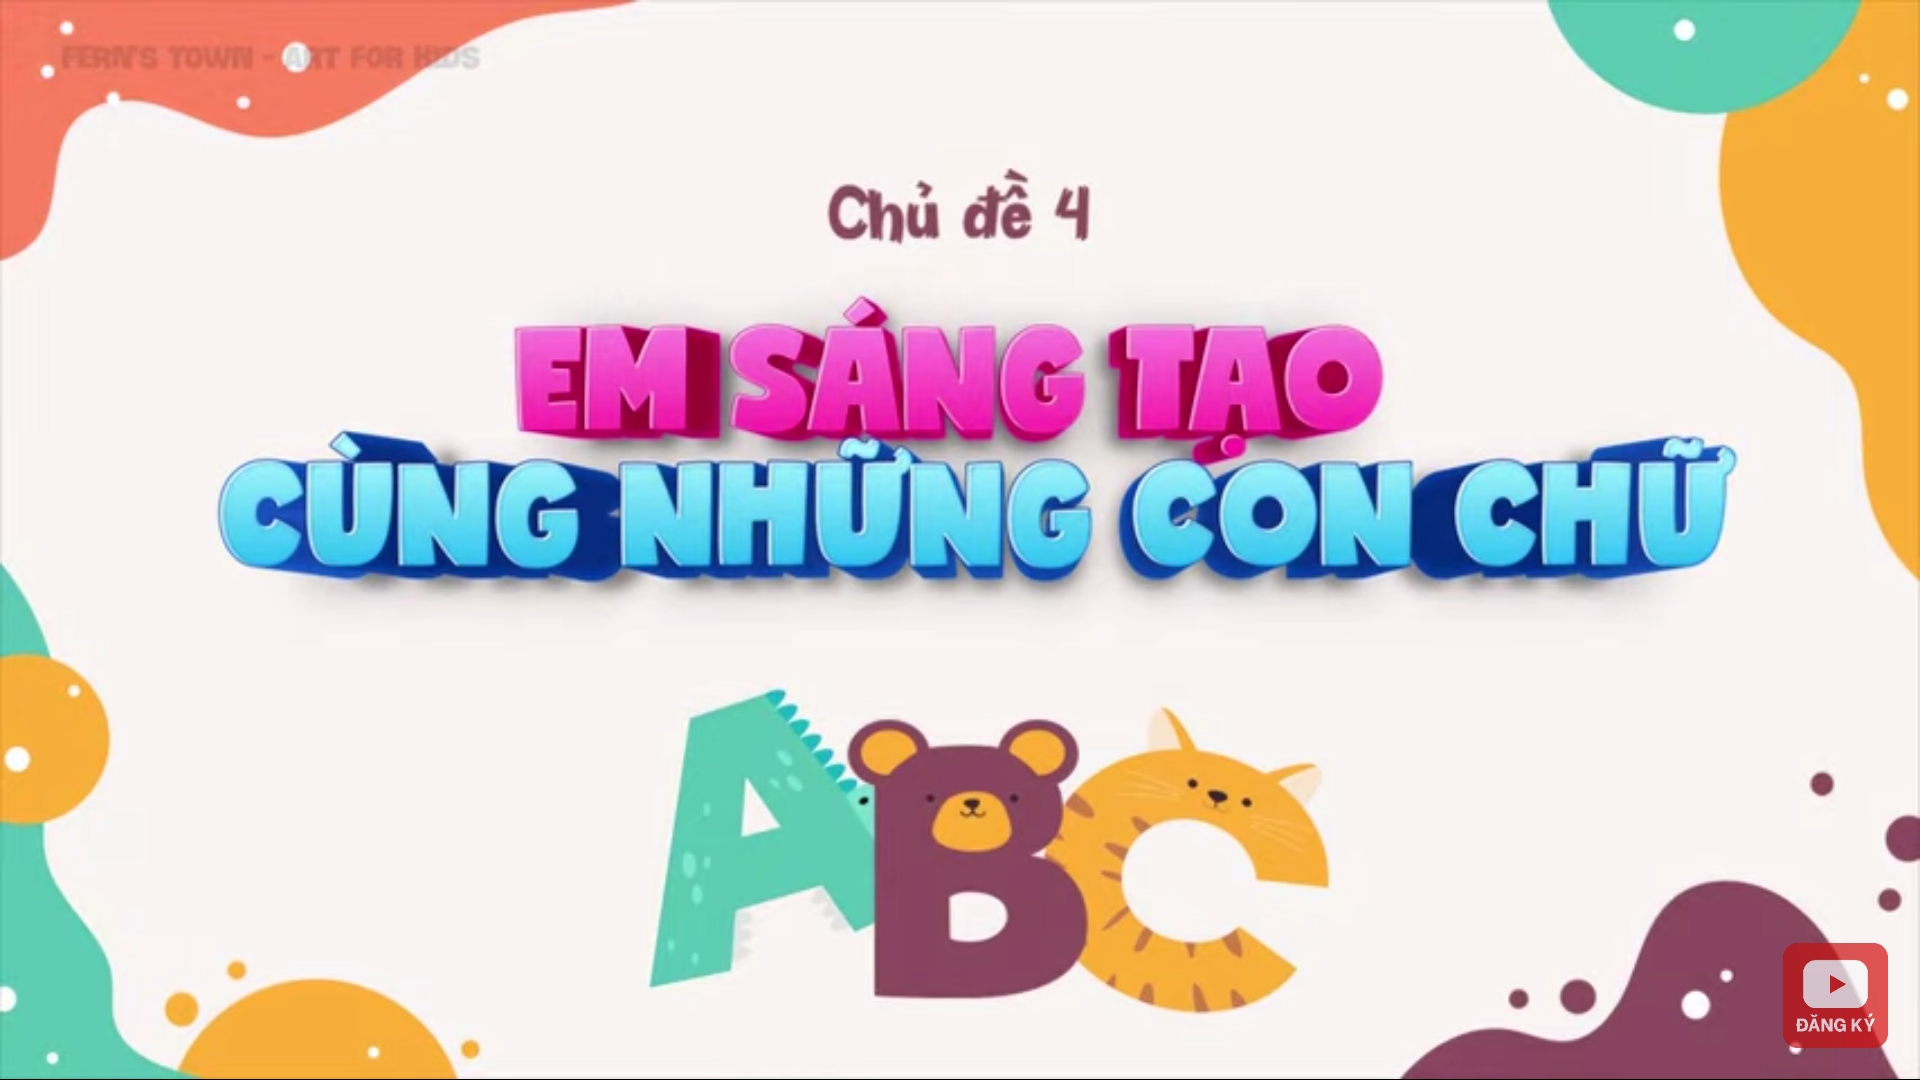 FERN'S TOWN - ART FOR KIDS
Chủ đề 4
EM SÁNG TẠO
CÙNG NHỮNG CON CHỮ
ABC
ĐĂNG KÝ